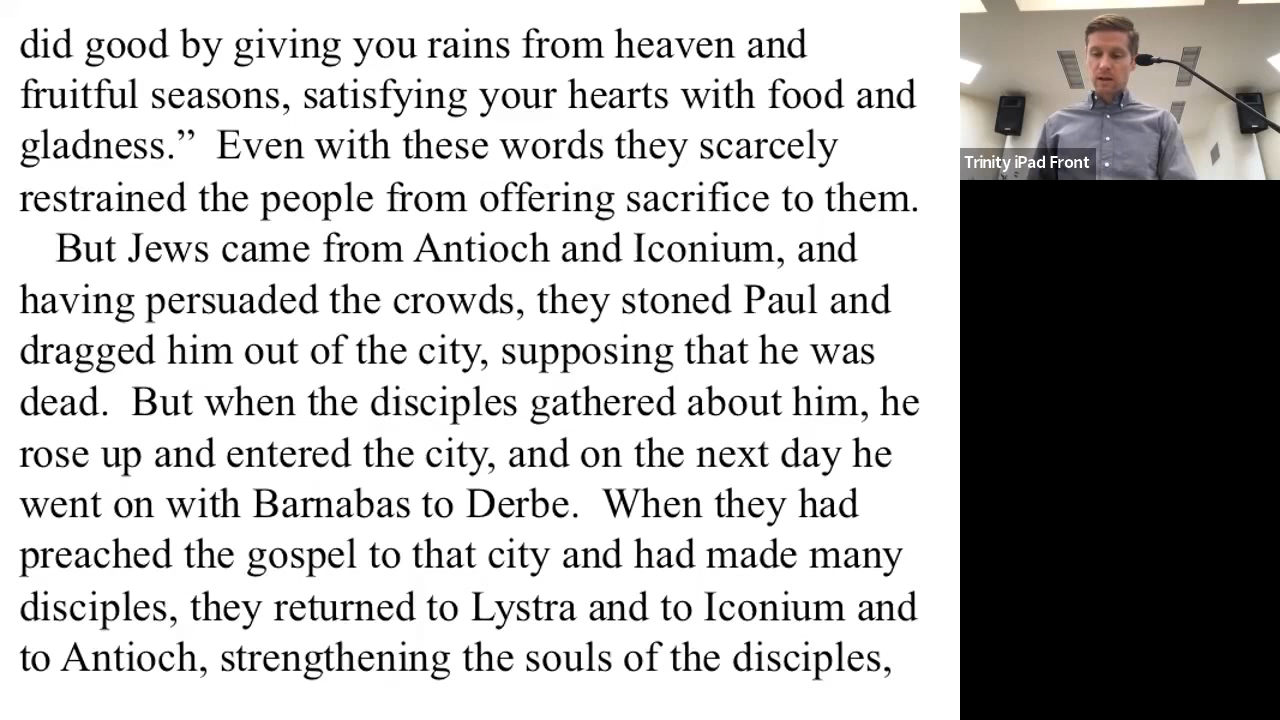 did good by giving you rains from heaven and
fruitful seasons, satisfying your hearts with food and
gladness.”  Even with these words they scarcely
restrained the people from offering sacrifice to them.
But Jews came from Antioch and Iconium, and
having persuaded the crowds, they stoned Paul and
dragged him out of the city, supposing that he was
dead.  But when the disciples gathered about him, he
rose up and entered the city, and on the next day he
went on with Barnabas to Derbe.  When they had
preached the gospel to that city and had made many
disciples, they returned to Lystra and to Iconium and
to Antioch, strengthening the souls of the disciples,
Trinity iPad Front